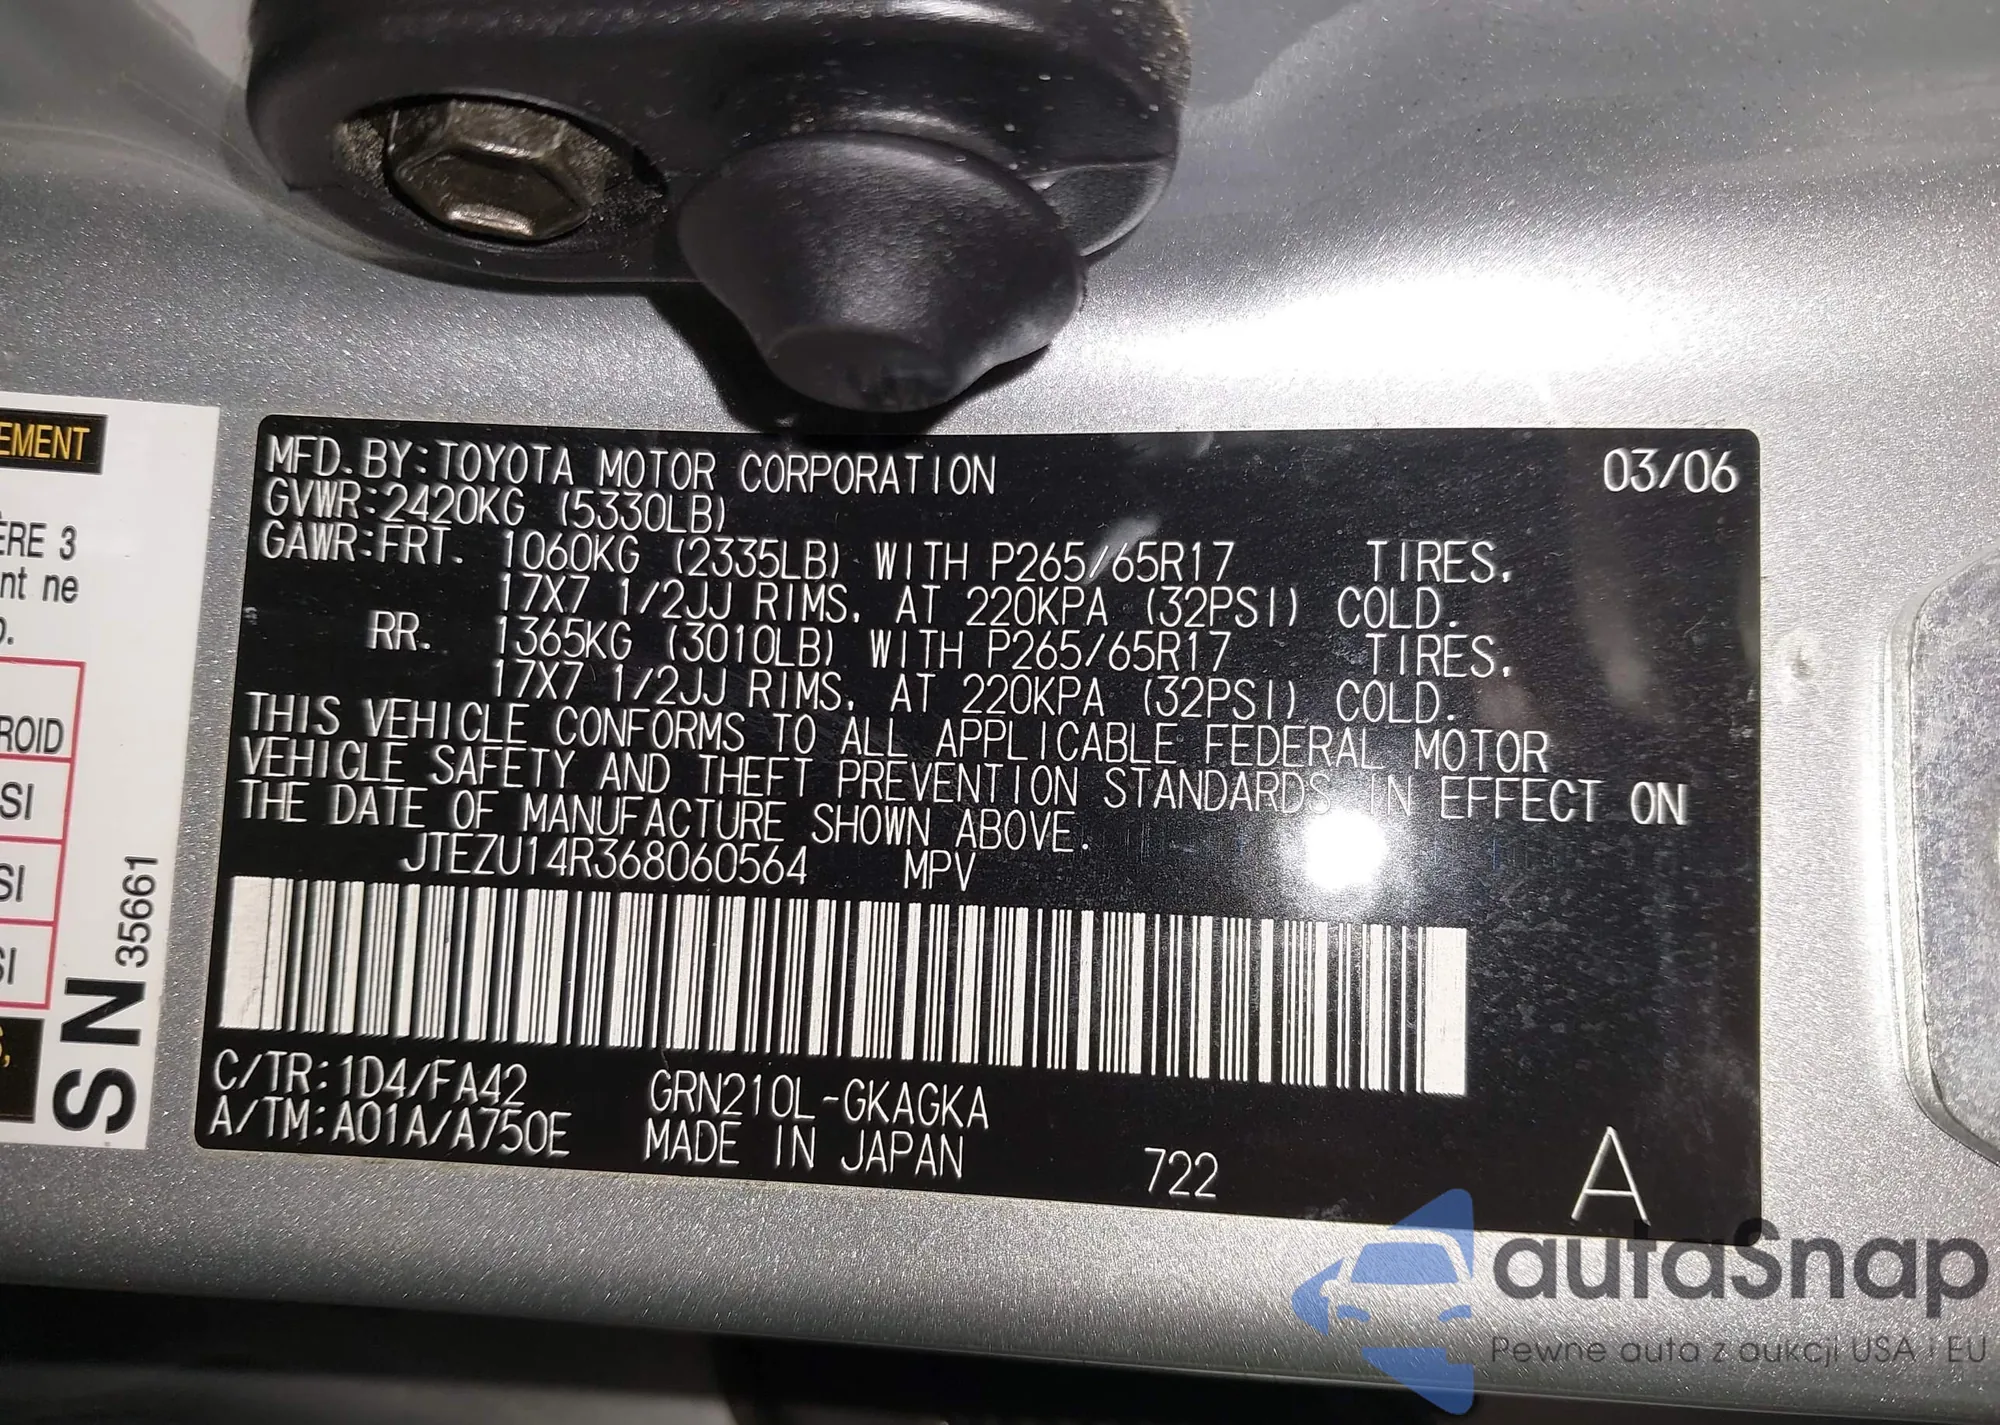 EMENT
ÈRE 3
nt ne
ROID
SI
SI
SI
SN 35661
MFD. BY:TOYOTA MOTOR CORPORATION 03/06
GVWR:2420KG (5330LB)
GAWR:FRT. 1060KG (2335LB) WITH P265/65R17 TIRES,
17X7 1/2JJ RIMS, AT 220KPA (32PSI) COLD.
RR. 1365KG (3010LB) WITH P265/65R17 TIRES,
17X7 1/2JJ RIMS, AT 220KPA (32PSI) COLD.
THIS VEHICLE CONFORMS TO ALL APPLICABLE FEDERAL MOTOR
VEHICLE SAFETY AND THEFT PREVENTION STANDARDS IN EFFECT ON
THE DATE OF MANUFACTURE SHOWN ABOVE.
JTEZU14R368060564 MPV
C/TR:1D4/FA42 GRN210L-GKAGKA
A/TM:A01A/A750E MADE IN JAPAN 722 A
autaSnap
Pewne auta z aukcji USA i EU